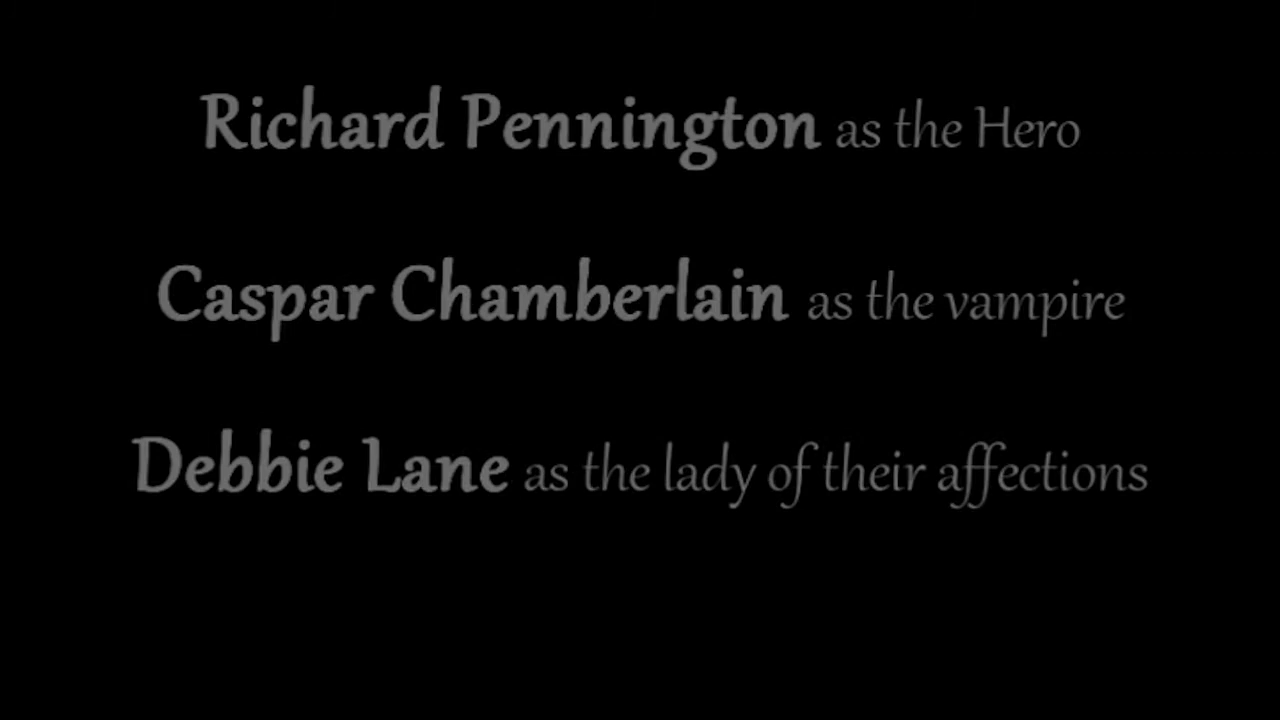 Richard Pennington as the Hero
Caspar Chamberlain as the vampire
Debbie Lane as the lady of their affections